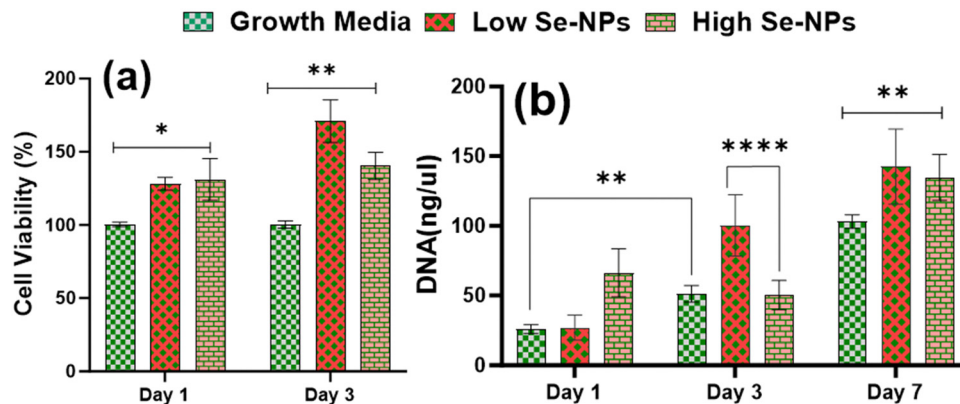 Growth Media Low Se-NPs High Se-NPs
(a)
Cell Viability (%)
200
150
100
50
0
*
**
Day 1 Day 3
(b)
DNA(ng/ul)
200
150
100
50
0
**
****
**
Day 1 Day 3 Day 7